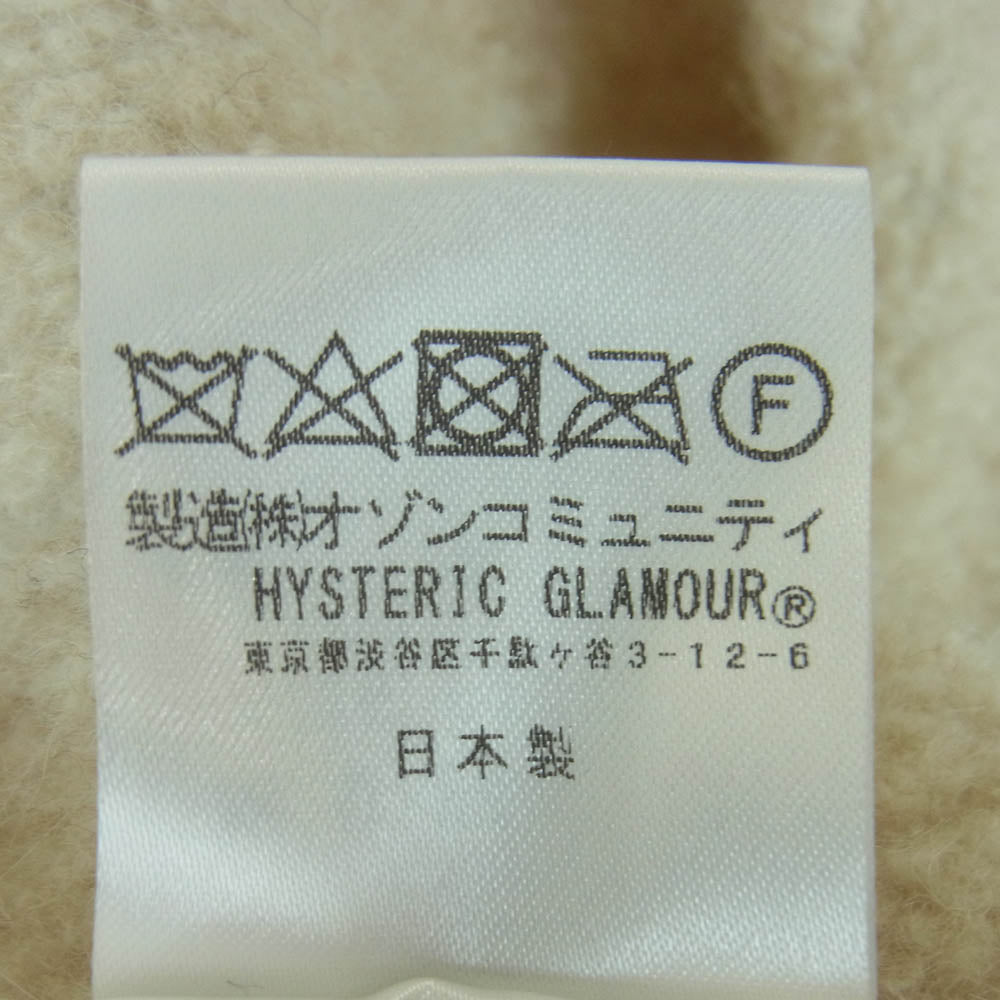 F
製造(株)オゾンコミュニティ
HYSTERIC GLAMOUR®
東京都渋谷区千駄ヶ谷3-12-6
日本製